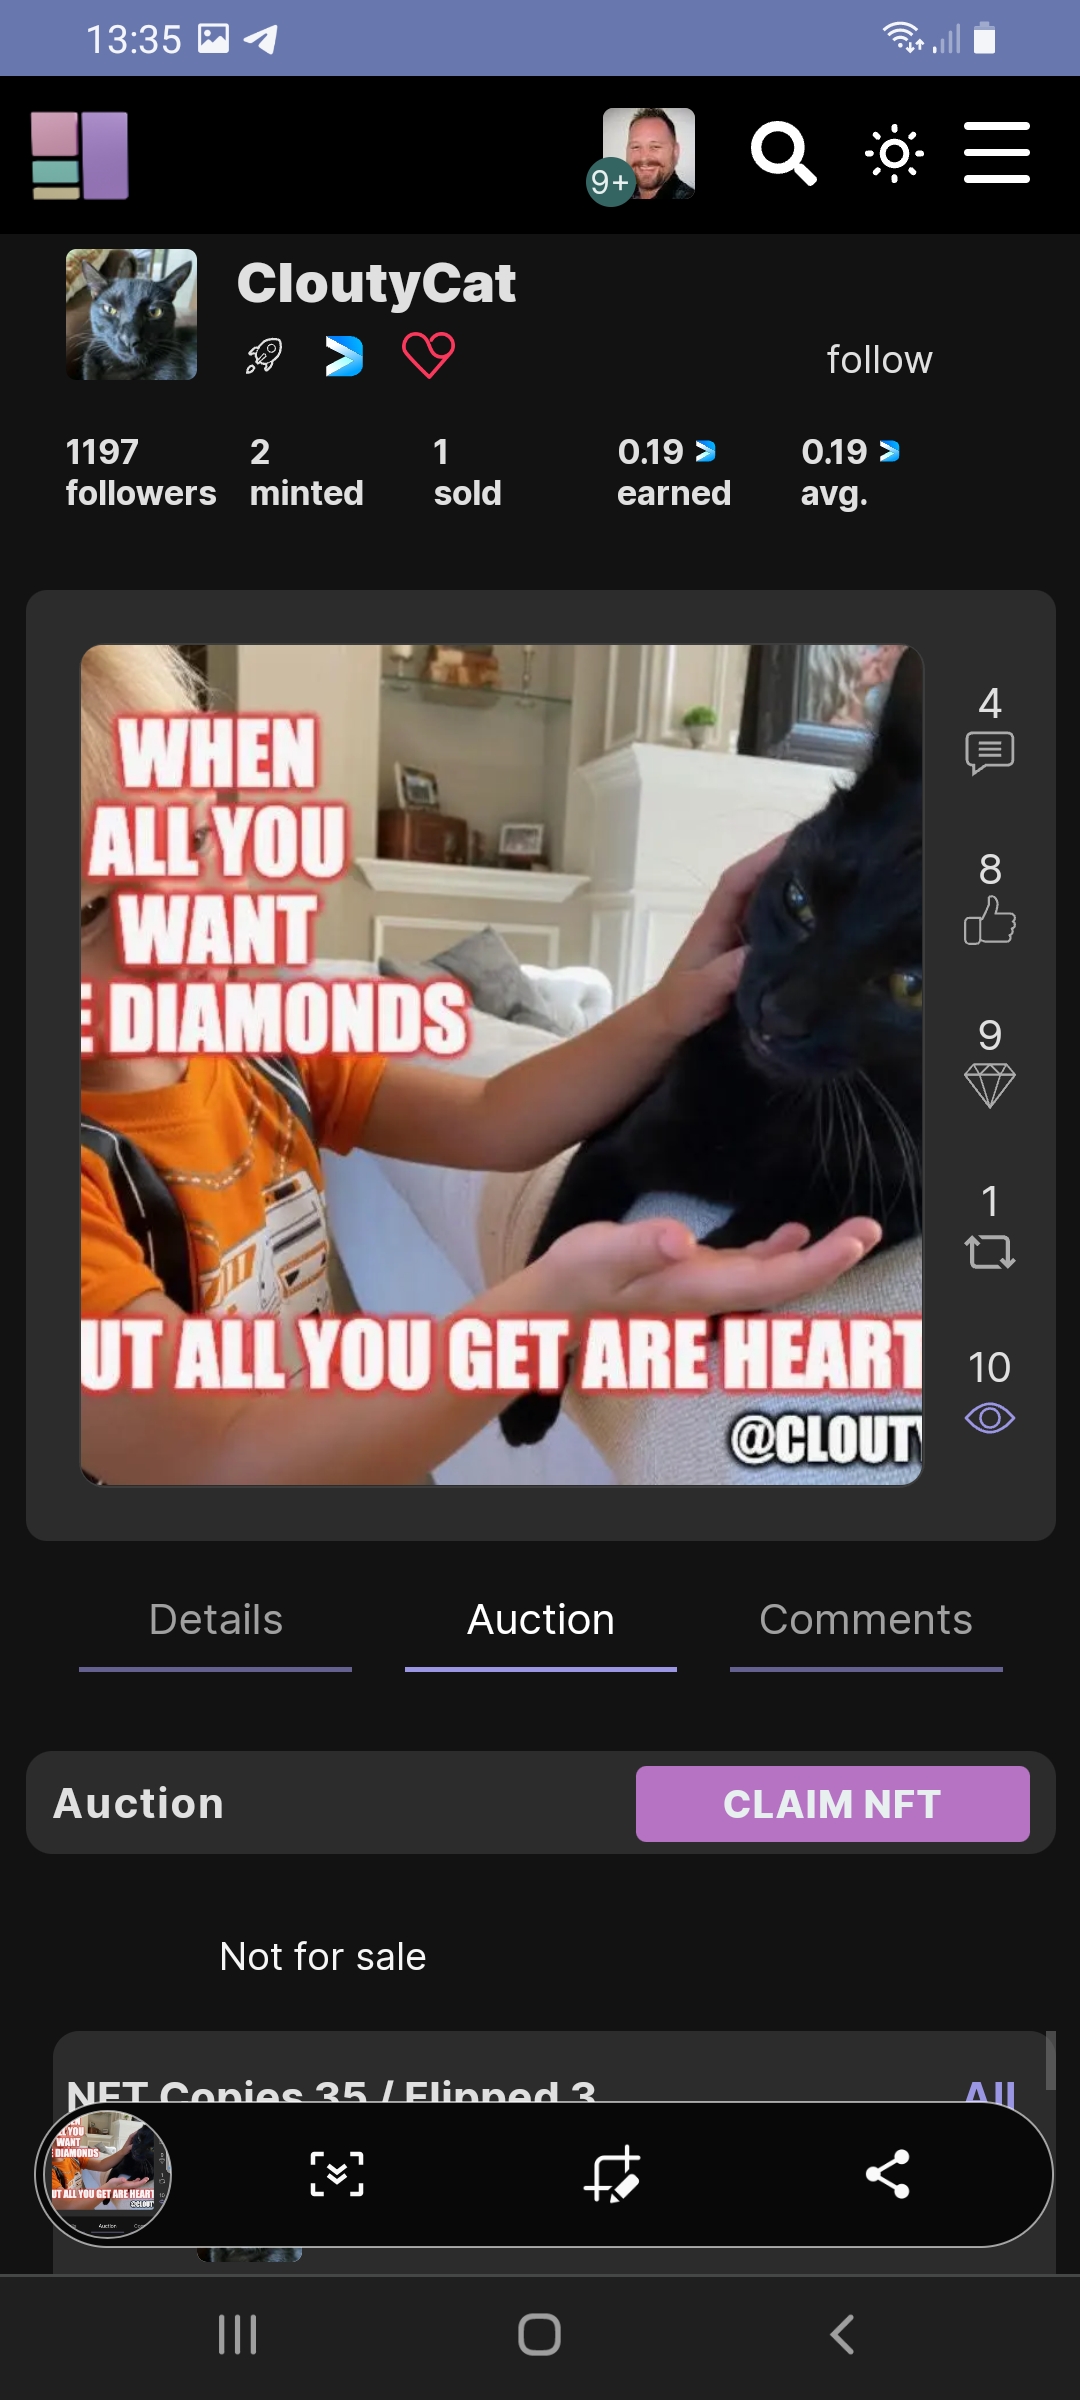 13:35
9+
CloutyCat
follow
1197
followers
2
minted
1
sold
0.19
earned
0.19
avg.
WHEN
ALL YOU
WANT
E DIAMONDS
UT ALL YOU GET ARE HEART
@CLOUTY
4
8
9
1
10
Details
Auction
Comments
Auction
CLAIM NFT
Not for sale
NFT Copies 35 / Flipped 3
All